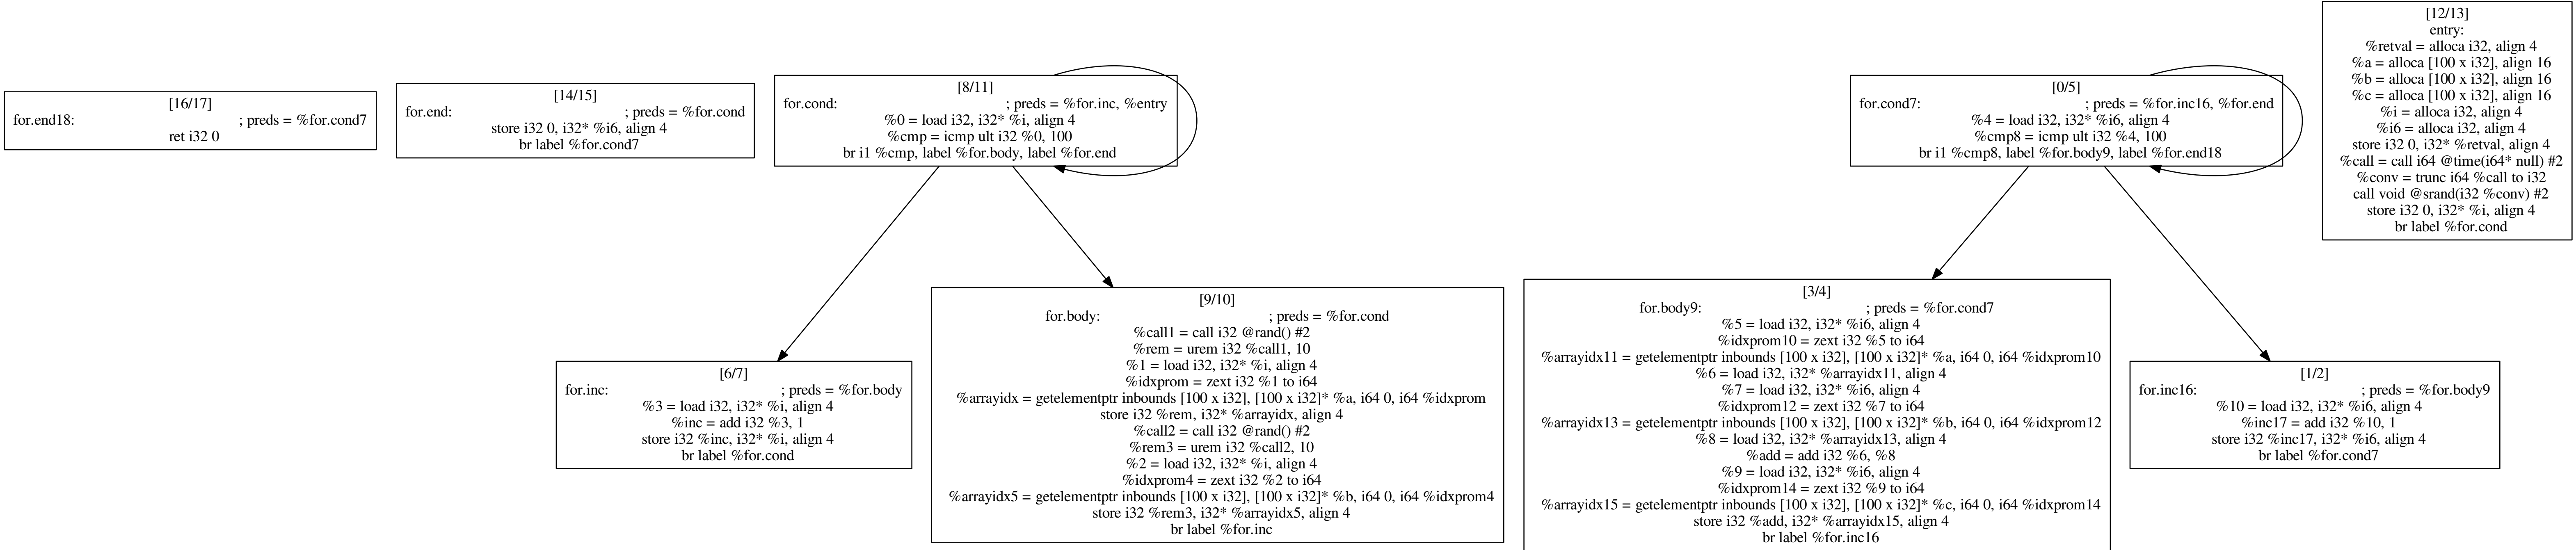 [16/17]
for.end18: ; preds = %for.cond7
ret i32 0
[14/15]
for.end: ; preds = %for.cond
store i32 0, i32* %i6, align 4
br label %for.cond7
[8/11]
for.cond: ; preds = %for.inc, %entry
%0 = load i32, i32* %i, align 4
%cmp = icmp ult i32 %0, 100
br i1 %cmp, label %for.body, label %for.end
[0/5]
for.cond7: ; preds = %for.inc16, %for.end
%4 = load i32, i32* %i6, align 4
%cmp8 = icmp ult i32 %4, 100
br i1 %cmp8, label %for.body9, label %for.end18
[12/13]
entry:
%retval = alloca i32, align 4
%a = alloca [100 x i32], align 16
%b = alloca [100 x i32], align 16
%c = alloca [100 x i32], align 16
%i = alloca i32, align 4
%i6 = alloca i32, align 4
store i32 0, i32* %retval, align 4
%call = call i64 @time(i64* null) #2
%conv = trunc i64 %call to i32
call void @srand(i32 %conv) #2
store i32 0, i32* %i, align 4
br label %for.cond
[6/7]
for.inc: ; preds = %for.body
%3 = load i32, i32* %i, align 4
%inc = add i32 %3, 1
store i32 %inc, i32* %i, align 4
br label %for.cond
[9/10]
for.body: ; preds = %for.cond
%call1 = call i32 @rand() #2
%rem = urem i32 %call1, 10
%1 = load i32, i32* %i, align 4
%idxprom = zext i32 %1 to i64
%arrayidx = getelementptr inbounds [100 x i32], [100 x i32]* %a, i64 0, i64 %idxprom
store i32 %rem, i32* %arrayidx, align 4
%call2 = call i32 @rand() #2
%rem3 = urem i32 %call2, 10
%2 = load i32, i32* %i, align 4
%idxprom4 = zext i32 %2 to i64
%arrayidx5 = getelementptr inbounds [100 x i32], [100 x i32]* %b, i64 0, i64 %idxprom4
store i32 %rem3, i32* %arrayidx5, align 4
br label %for.inc
[3/4]
for.body9: ; preds = %for.cond7
%5 = load i32, i32* %i6, align 4
%idxprom10 = zext i32 %5 to i64
%arrayidx11 = getelementptr inbounds [100 x i32], [100 x i32]* %a, i64 0, i64 %idxprom10
%6 = load i32, i32* %arrayidx11, align 4
%7 = load i32, i32* %i6, align 4
%idxprom12 = zext i32 %7 to i64
%arrayidx13 = getelementptr inbounds [100 x i32], [100 x i32]* %b, i64 0, i64 %idxprom12
%8 = load i32, i32* %arrayidx13, align 4
%add = add i32 %6, %8
%9 = load i32, i32* %i6, align 4
%idxprom14 = zext i32 %9 to i64
%arrayidx15 = getelementptr inbounds [100 x i32], [100 x i32]* %c, i64 0, i64 %idxprom14
store i32 %add, i32* %arrayidx15, align 4
br label %for.inc16
[1/2]
for.inc16: ; preds = %for.body9
%10 = load i32, i32* %i6, align 4
%inc17 = add i32 %10, 1
store i32 %inc17, i32* %i6, align 4
br label %for.cond7